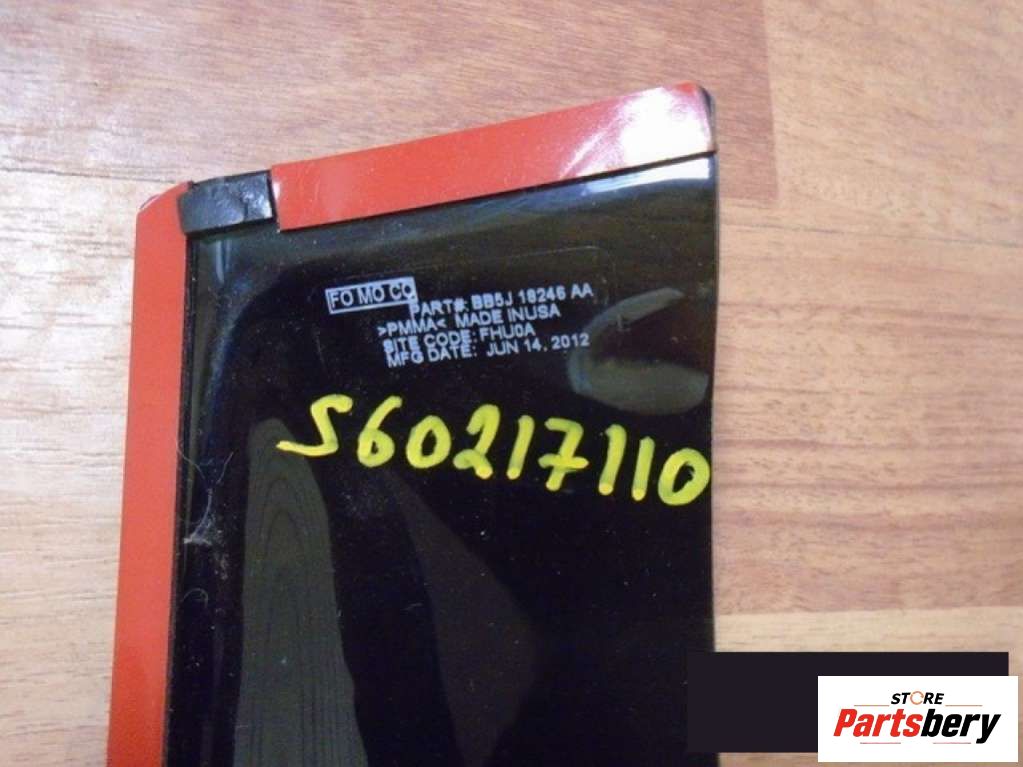 FO MO CO
PART#: BB5J 18246 AA
>PMMA< MADE INUSA
SITE CODE: FHU0A
MFG DATE: JUN 14, 2012
S60217110
STORE
Partsbery